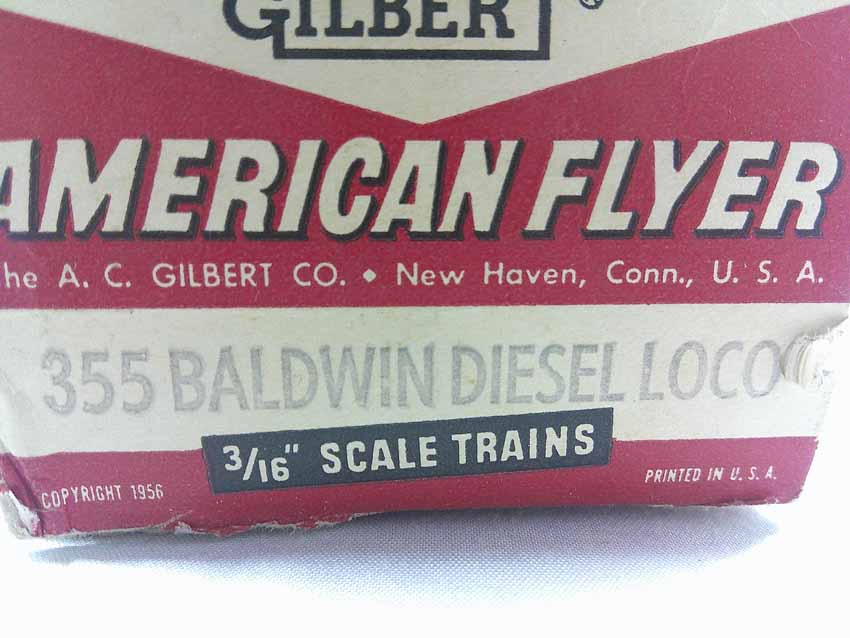 GILBER
®
AMERICAN FLYER
he A. C. GILBERT CO. • New Haven, Conn., U. S. A.
355 BALDWIN DIESEL LOCO
3/16" SCALE TRAINS
COPYRIGHT 1956
PRINTED IN U. S. A.